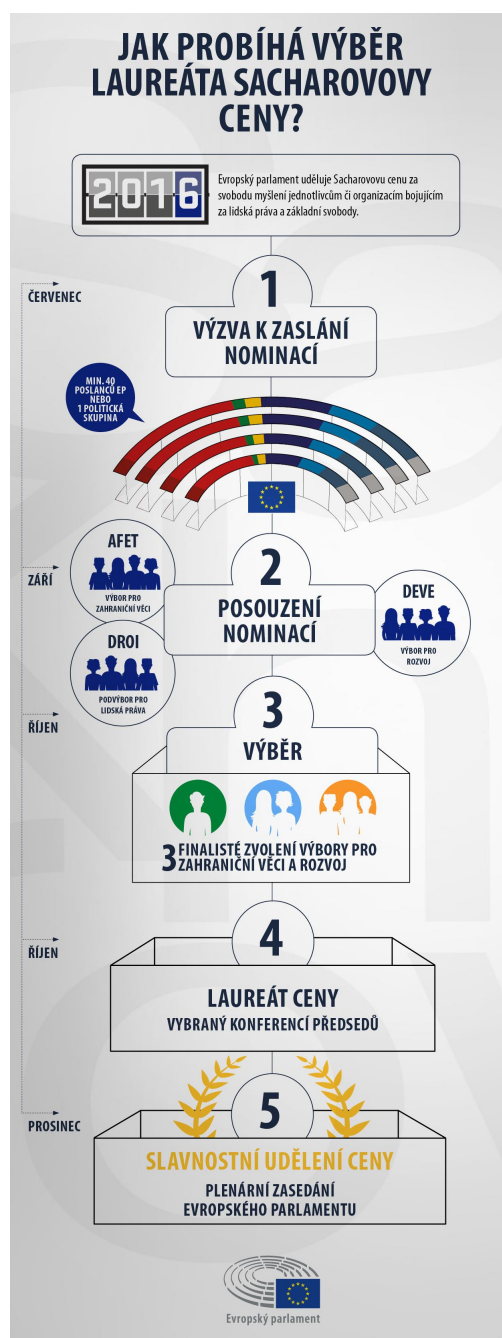 JAK PROBÍHÁ VÝBĚR
LAUREÁTA SACHAROVOVY
CENY?
2016
Evropský parlament uděluje Sacharovovu cenu za
svobodu myšlení jednotlivcům či organizacím bojujícím
za lidská práva a základní svobody.
ČERVENEC
1
VÝZVA K ZASLÁNÍ
NOMINACÍ
MIN. 40
POSLANCŮ EP
NEBO
1 POLITICKÁ
SKUPINA
ZÁŘÍ
AFET
VÝBOR PRO
ZAHRANIČNÍ VĚCI
2
POSOUZENÍ
NOMINACÍ
DEVE
VÝBOR PRO
ROZVOJ
DROI
PODVÝBOR PRO
LIDSKÁ PRÁVA
ŘÍJEN
3
VÝBĚR
3 FINALISTÉ ZVOLENÍ VÝBORY PRO
ZAHRANIČNÍ VĚCI A ROZVOJ
ŘÍJEN
4
LAUREÁT CENY
VYBRANÝ KONFERENCÍ PŘEDSEDŮ
PROSINEC
5
SLAVNOSTNÍ UDĚLENÍ CENY
PLENÁRNÍ ZASEDÁNÍ
EVROPSKÉHO PARLAMENTU
Evropský parlament